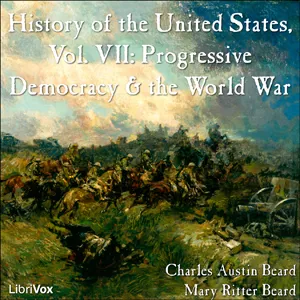 History of the United States,
Vol. VII: Progressive
Democracy & the World War
Charles Austin Beard
Mary Ritter Beard
LibriVox